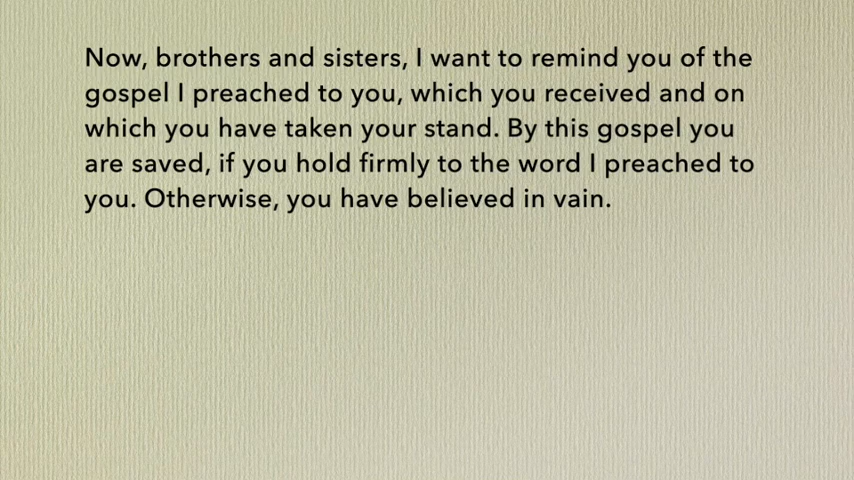 Now, brothers and sisters, I want to remind you of the
gospel I preached to you, which you received and on
which you have taken your stand. By this gospel you
are saved, if you hold firmly to the word I preached to
you. Otherwise, you have believed in vain.